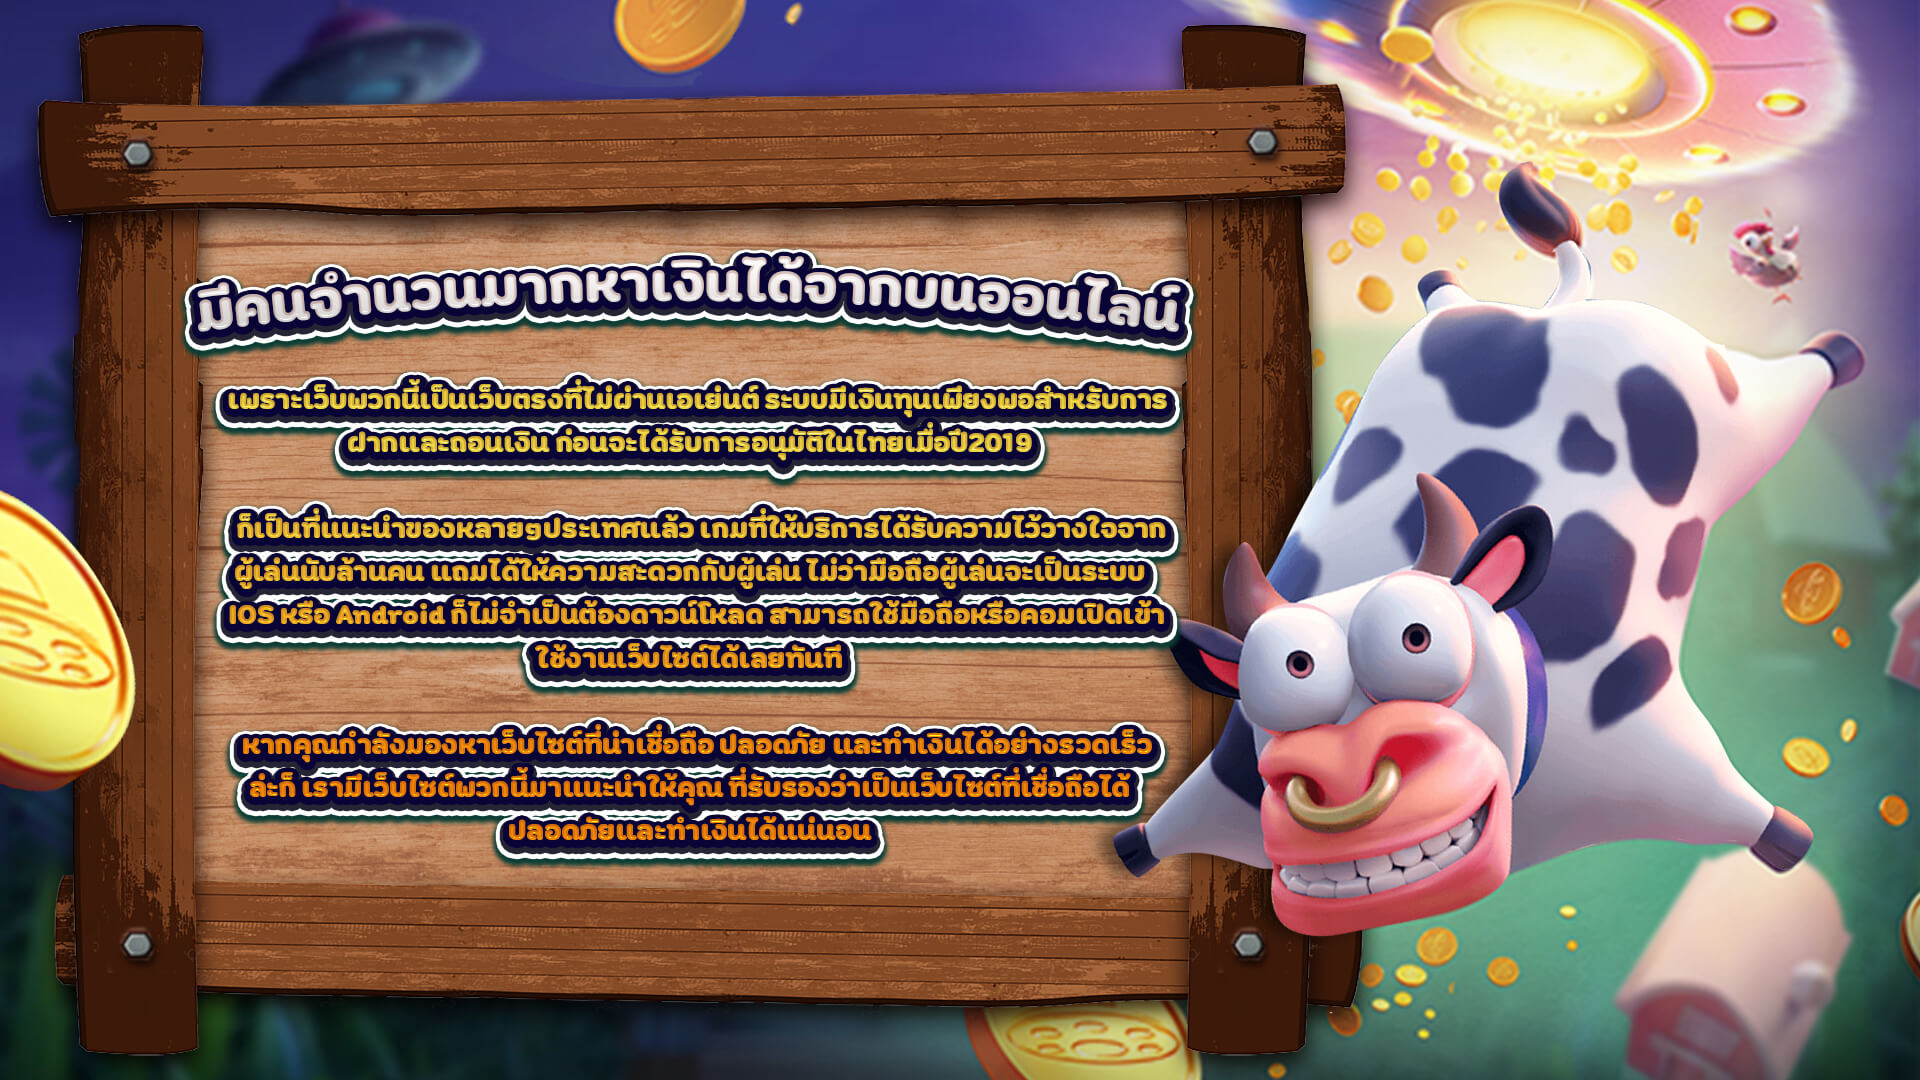 มีคนจำนวนมากหาเงินได้จากบนออนไลน์
เพราะเว็บพวกนี้เป็นเว็บตรงที่ไม่ผ่านเอเย่นต์ ระบบมีเงินทุนเพียงพอสำหรับการ
ฝากและถอนเงิน ก่อนจะได้รับการอนุมัติในไทยเมื่อปี2019
ก็เป็นที่แนะนำของหลายๆประเทศแล้ว เกมที่ให้บริการได้รับความไว้วางใจจาก
ผู้เล่นนับล้านคน แถมได้ให้ความสะดวกกับผู้เล่น ไม่ว่ามือถือผู้เล่นจะเป็นระบบ
IOS หรือ Android ก็ไม่จำเป็นต้องดาวน์โหลด สามารถใช้มือถือหรือคอมเปิดเข้า
ใช้งานเว็บไซต์ได้เลยทันที
หากคุณกำลังมองหาเว็บไซต์ที่น่าเชื่อถือ ปลอดภัย และทำเงินได้อย่างรวดเร็ว
ล่ะก็ เรามีเว็บไซต์พวกนี้มาแนะนำให้คุณ ที่รับรองว่าเป็นเว็บไซต์ที่เชื่อถือได้
ปลอดภัยและทำเงินได้แน่นอน